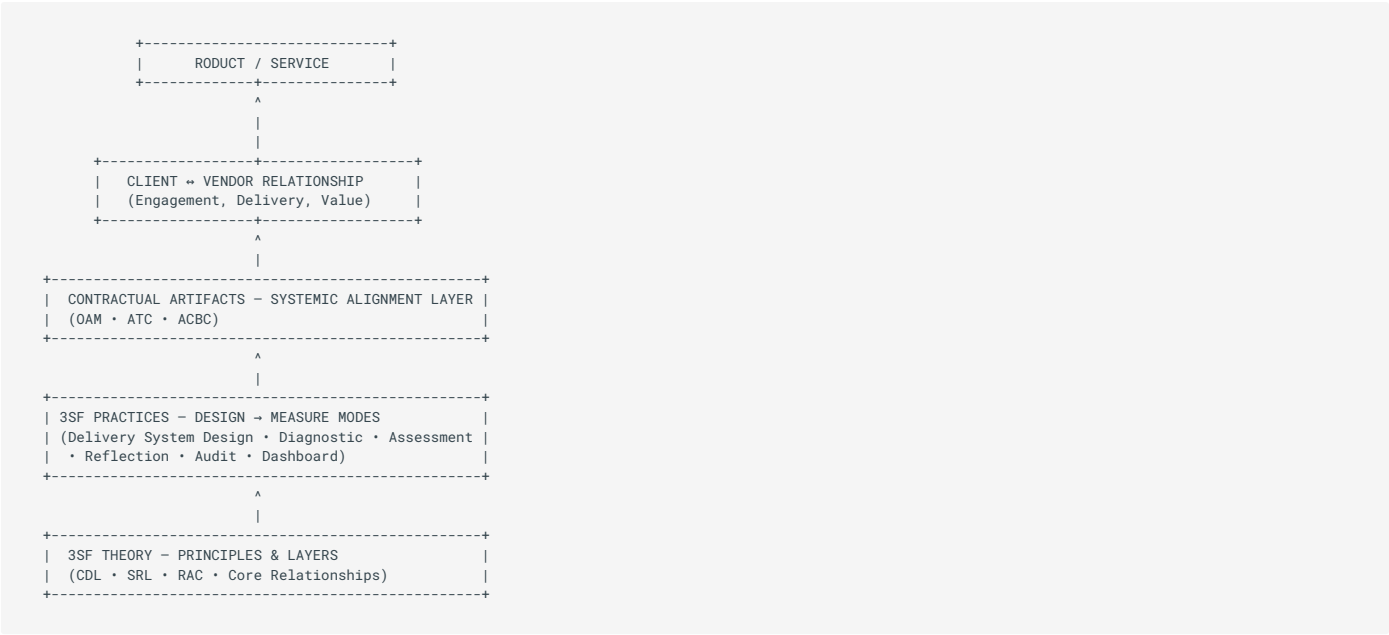 +-----------------------------+
|      RODUCT / SERVICE       |
+-------------+---------------+
^
|
|
+------------------+------------------+
|   CLIENT ↔ VENDOR RELATIONSHIP      |
|   (Engagement, Delivery, Value)     |
+------------------+------------------+
^
|
+---------------------------------------------------+
|  CONTRACTUAL ARTIFACTS — SYSTEMIC ALIGNMENT LAYER |
|  (OAM • ATC • ACBC)                               |
+---------------------------------------------------+
^
|
+---------------------------------------------------+
| 3SF PRACTICES — DESIGN → MEASURE MODES            |
| (Delivery System Design • Diagnostic • Assessment |
|  • Reflection • Audit • Dashboard)                |
+---------------------------------------------------+
^
|
+---------------------------------------------------+
|  3SF THEORY — PRINCIPLES & LAYERS                 |
|  (CDL • SRL • RAC • Core Relationships)           |
+---------------------------------------------------+